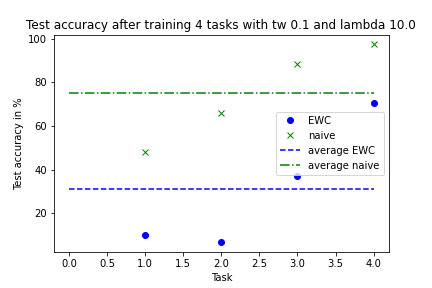 Test accuracy after training 4 tasks with tw 0.1 and lambda 10.0
100
80
60
40
20
Test accuracy in %
EWC
naive
average EWC
average naive
0.0 0.5 1.0 1.5 2.0 2.5 3.0 3.5 4.0
Task